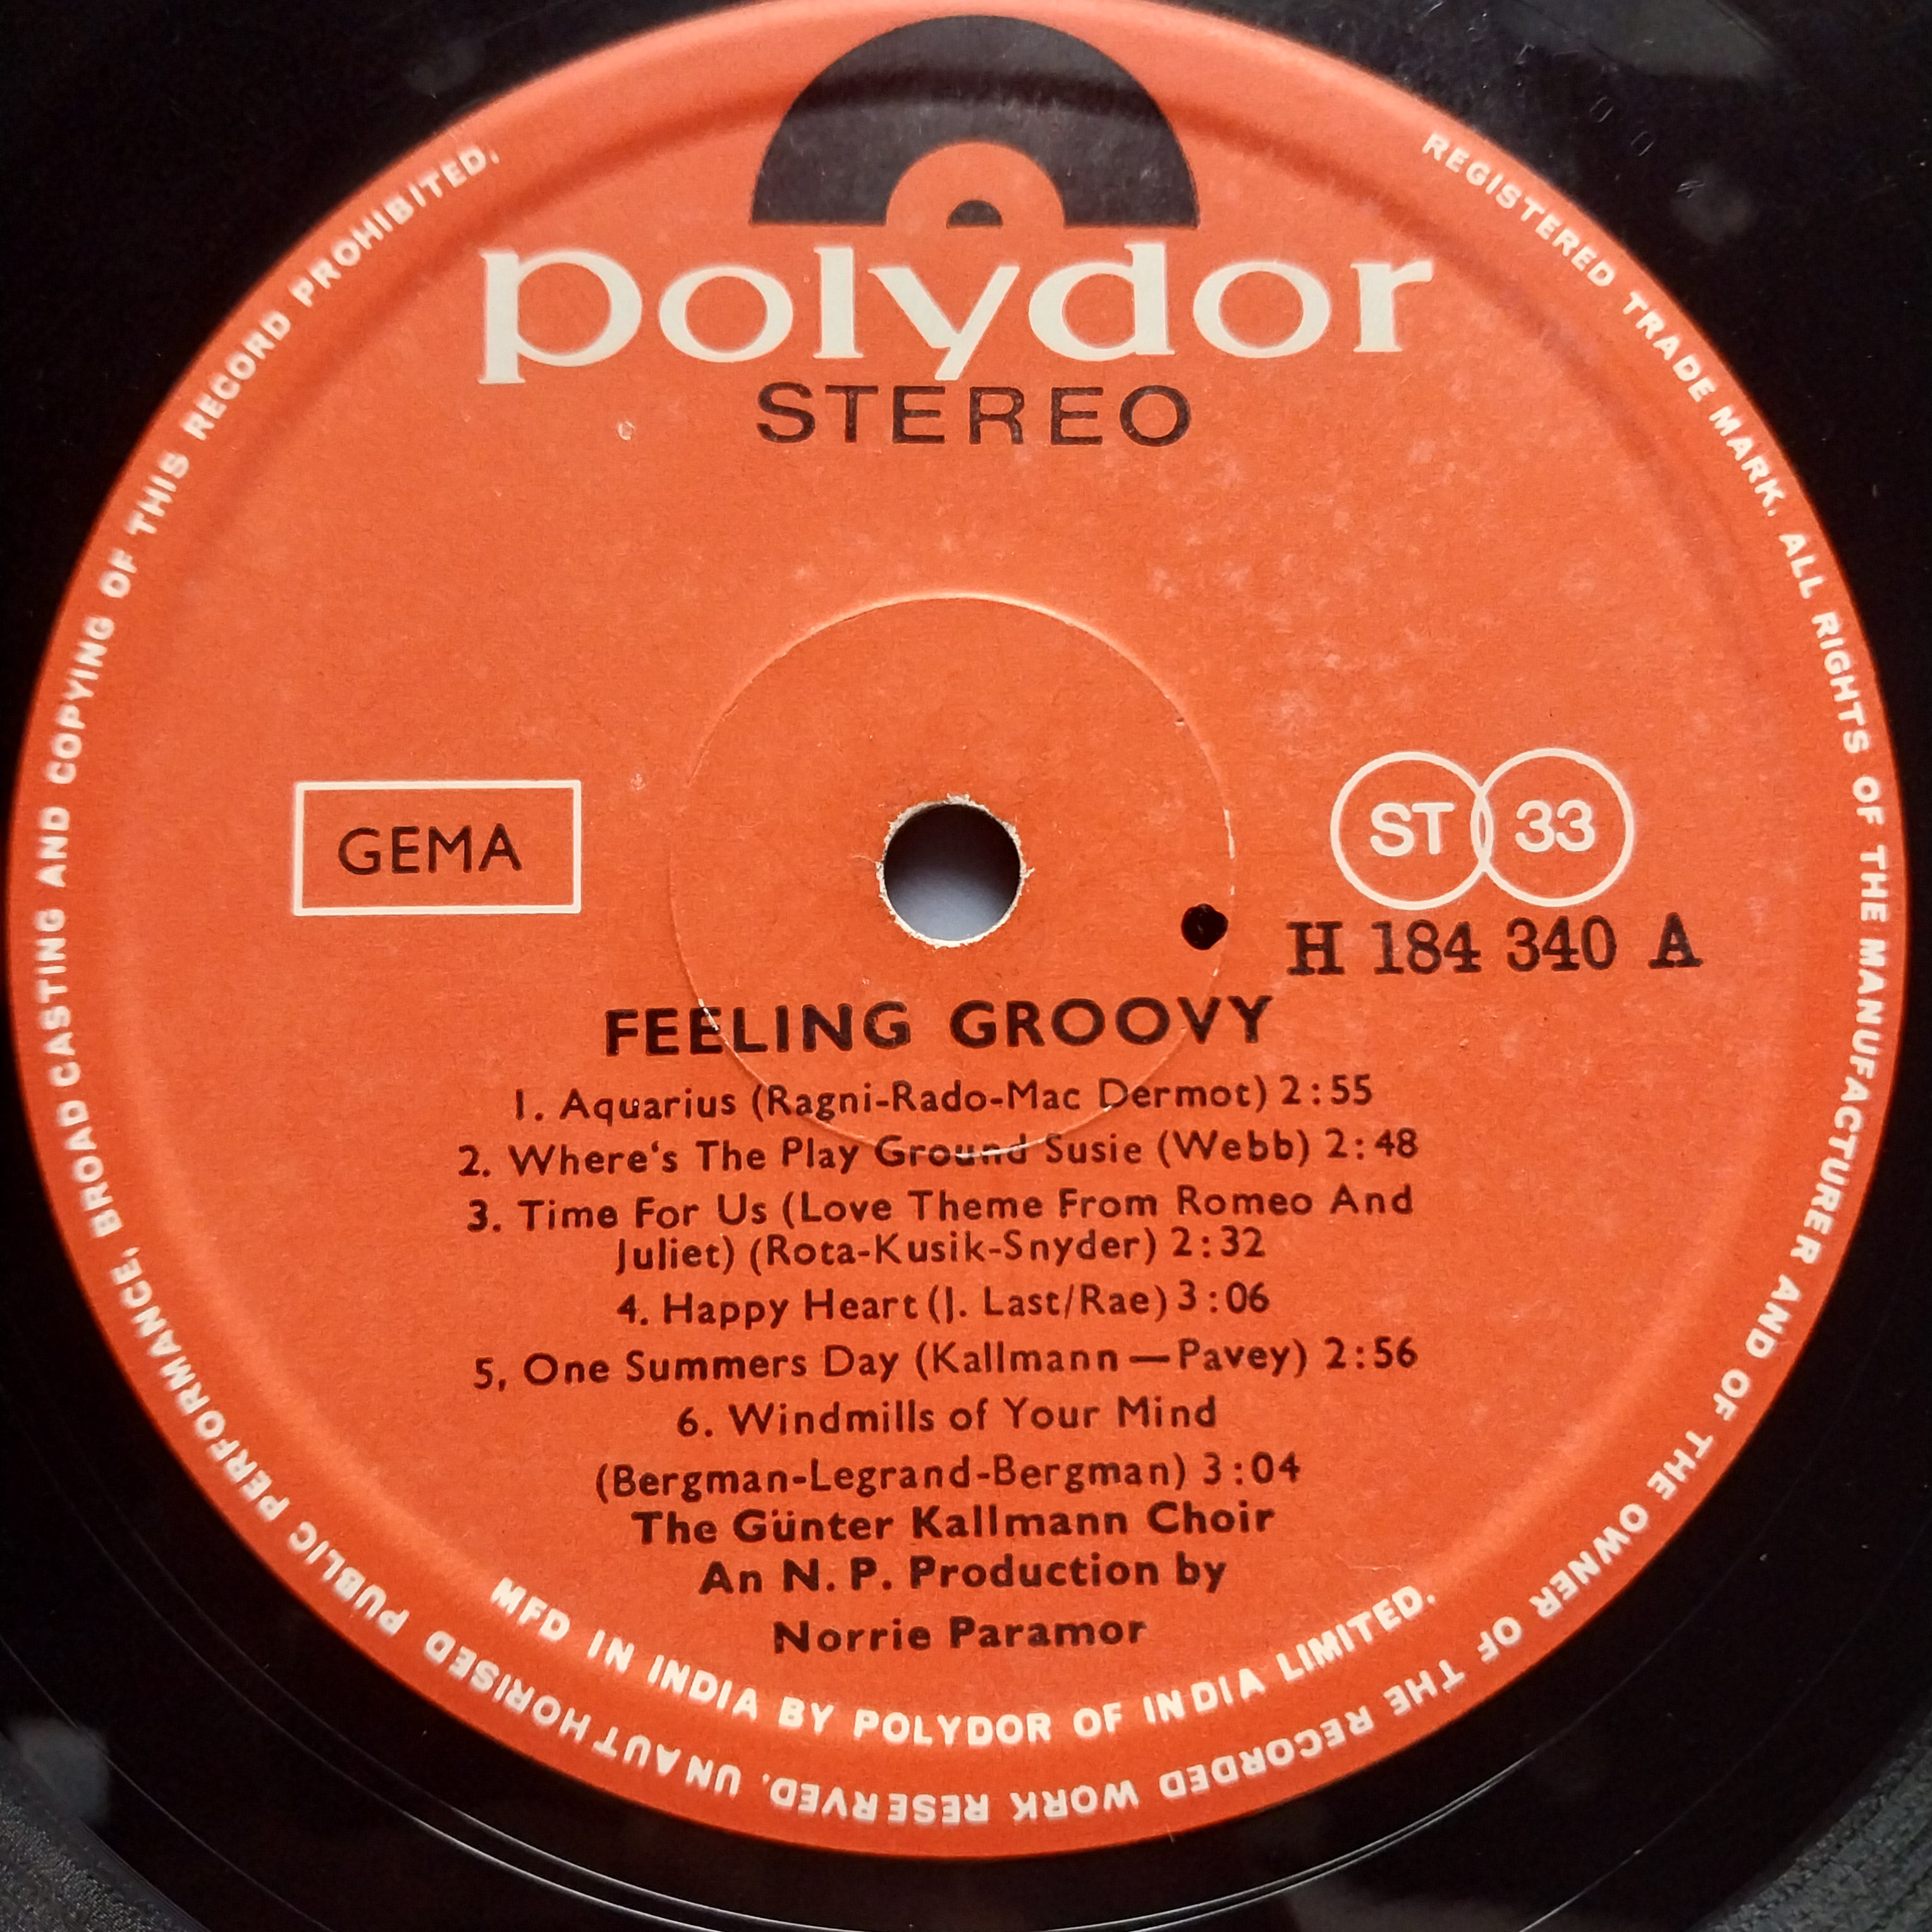 polydor
STEREO
GEMA
ST 33
H 184 340 A
FEELING GROOVY
1. Aquarius (Ragni-Rado-Mac Dermot) 2:55
2. Where's The Play Ground Susie (Webb) 2:48
3. Time For Us (Love Theme From Romeo And
Juliet) (Rota-Kusik-Snyder) 2:32
4. Happy Heart (J. Last/Rae) 3:06
5, One Summers Day (Kallmann—Pavey) 2:56
6. Windmills of Your Mind
(Bergman-Legrand-Bergman) 3:04
The Günter Kallmann Choir
An N. P. Production by
Norrie Paramor
MFD IN INDIA BY POLYDOR OF INDIA LIMITED.
REGISTERED TRADE MARK. ALL RIGHTS OF THE MANUFACTURER AND OF THE OWNER OF THE RECORDED WORK RESERVED. UNAUTHORISED PUBLIC PERFORMANCE, BROADCASTING AND COPYING OF THIS RECORD PROHIBITED.